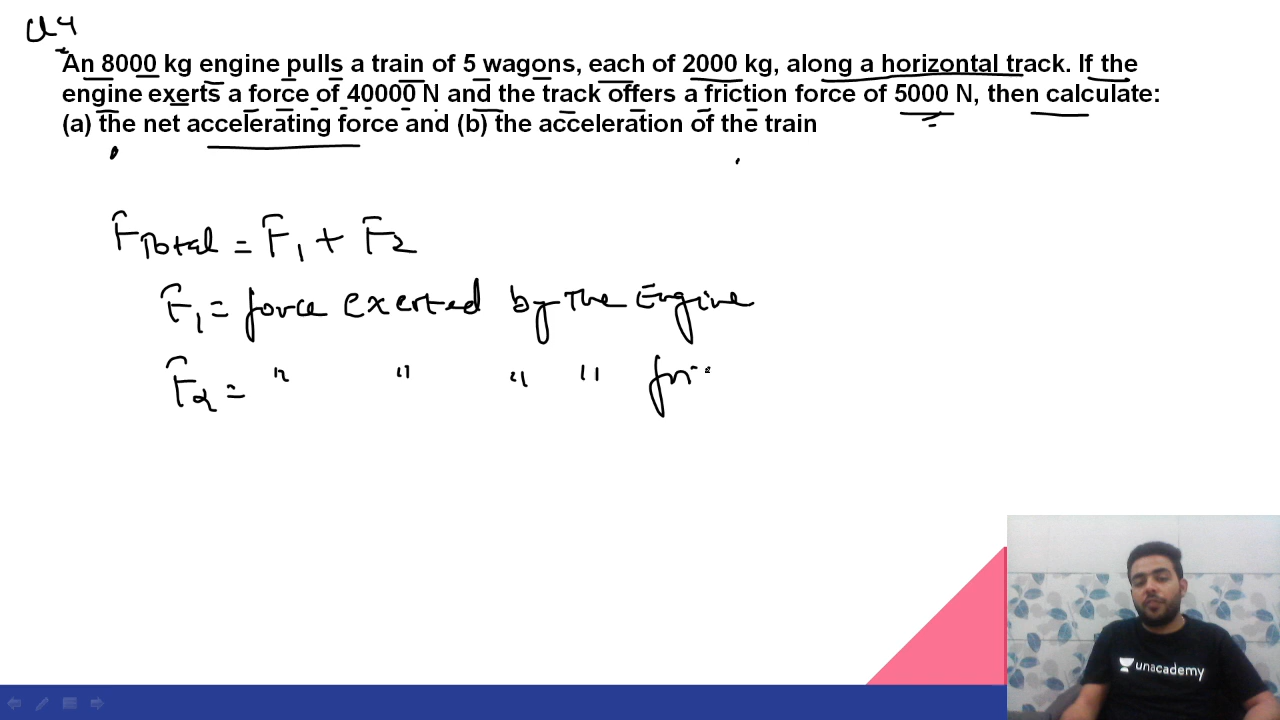 Q4
An 8000 kg engine pulls a train of 5 wagons, each of 2000 kg, along a horizontal track. If the
engine exerts a force of 40000 N and the track offers a friction force of 5000 N, then calculate:
(a) the net accelerating force and (b) the acceleration of the train
F Total = F1 + F2
F1 = force exerted by The Engine
F2 = " " " " fri
unacademy